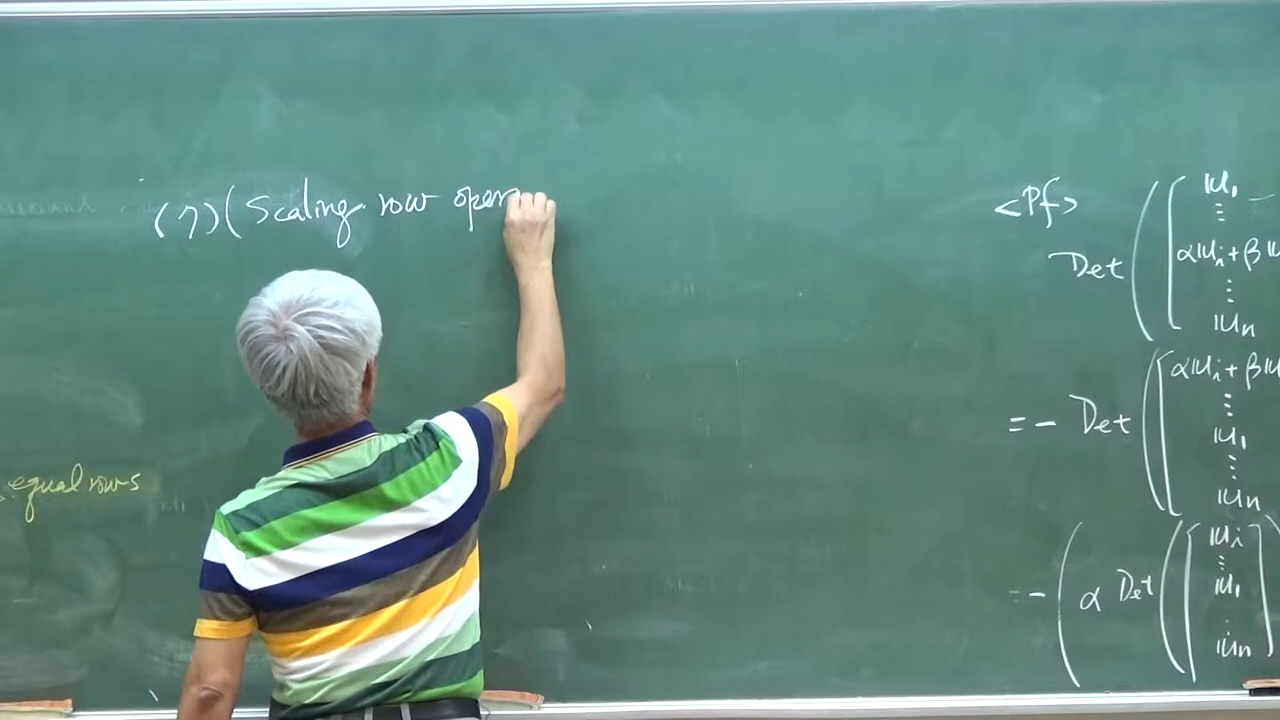 (7) (Scaling row oper
equal rows
<Pf>
Det ( [ u₁
⋮
αuᵢ + βu
⋮
uₙ
= - Det ( [ αuᵢ + βu
⋮
u₁
⋮
uₙ
= - ( α Det ( [ uᵢ
⋮
u₁
⋮
uₙ ] )